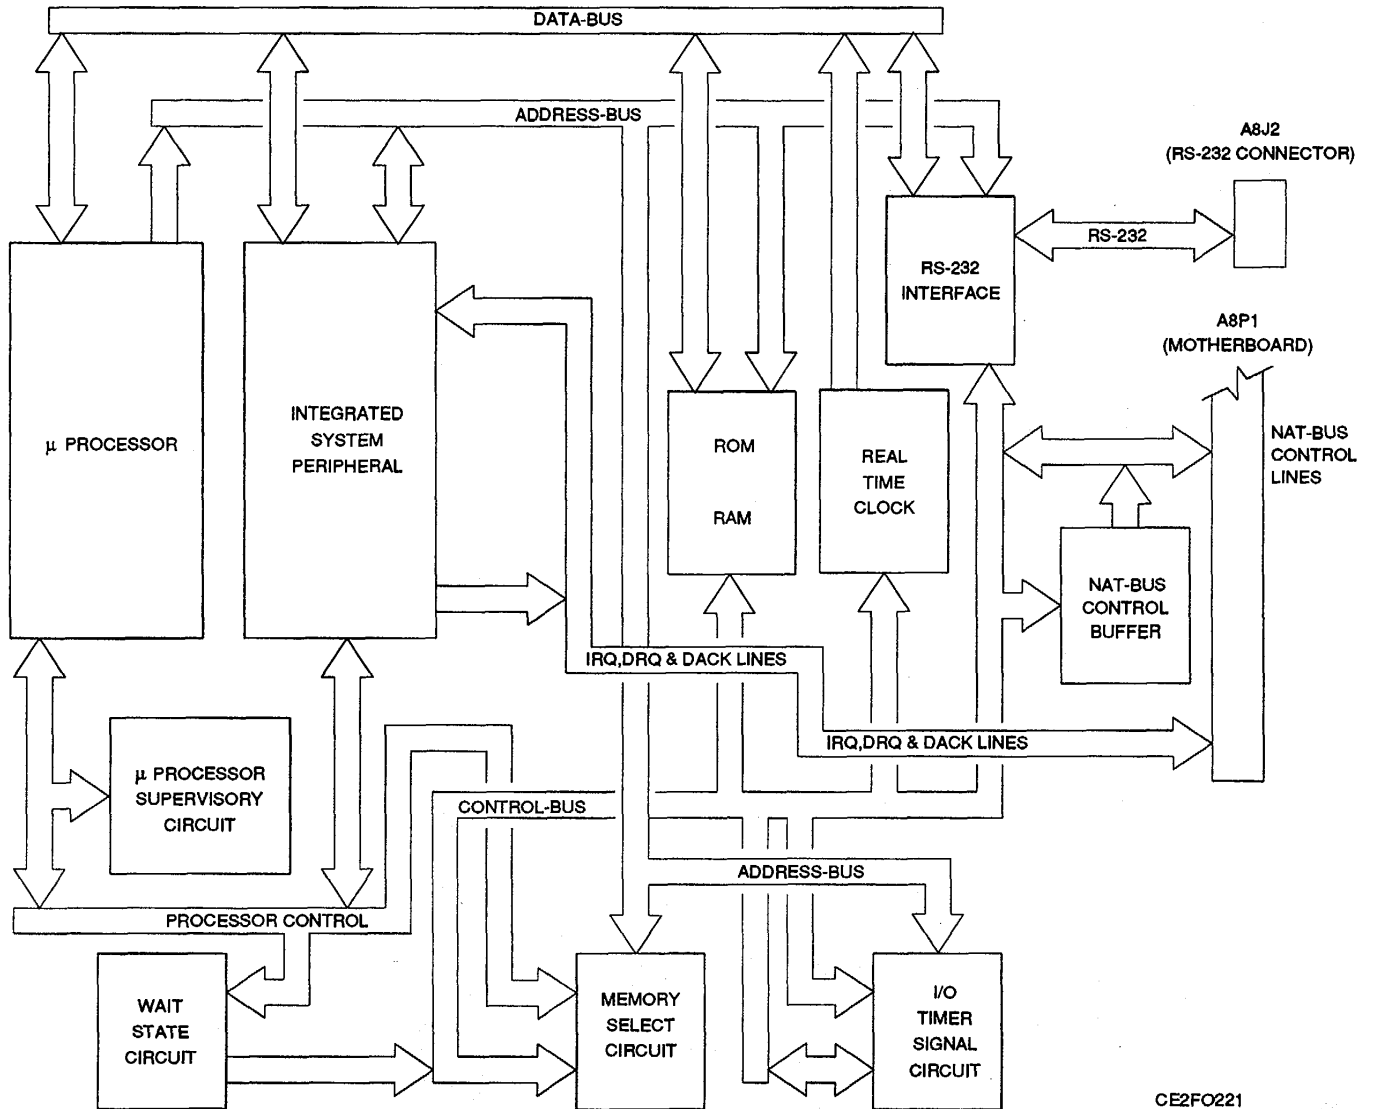 DATA-BUS
ADDRESS-BUS
A8J2
(RS-232 CONNECTOR)
RS-232
RS-232
INTERFACE
A8P1
(MOTHERBOARD)
μ PROCESSOR
INTEGRATED
SYSTEM
PERIPHERAL
ROM
RAM
REAL
TIME
CLOCK
NAT-BUS
CONTROL
LINES
NAT-BUS
CONTROL
BUFFER
IRQ,DRQ & DACK LINES
IRQ,DRQ & DACK LINES
μ PROCESSOR
SUPERVISORY
CIRCUIT
CONTROL-BUS
ADDRESS-BUS
PROCESSOR CONTROL
WAIT
STATE
CIRCUIT
MEMORY
SELECT
CIRCUIT
I/O
TIMER
SIGNAL
CIRCUIT
CE2FO221